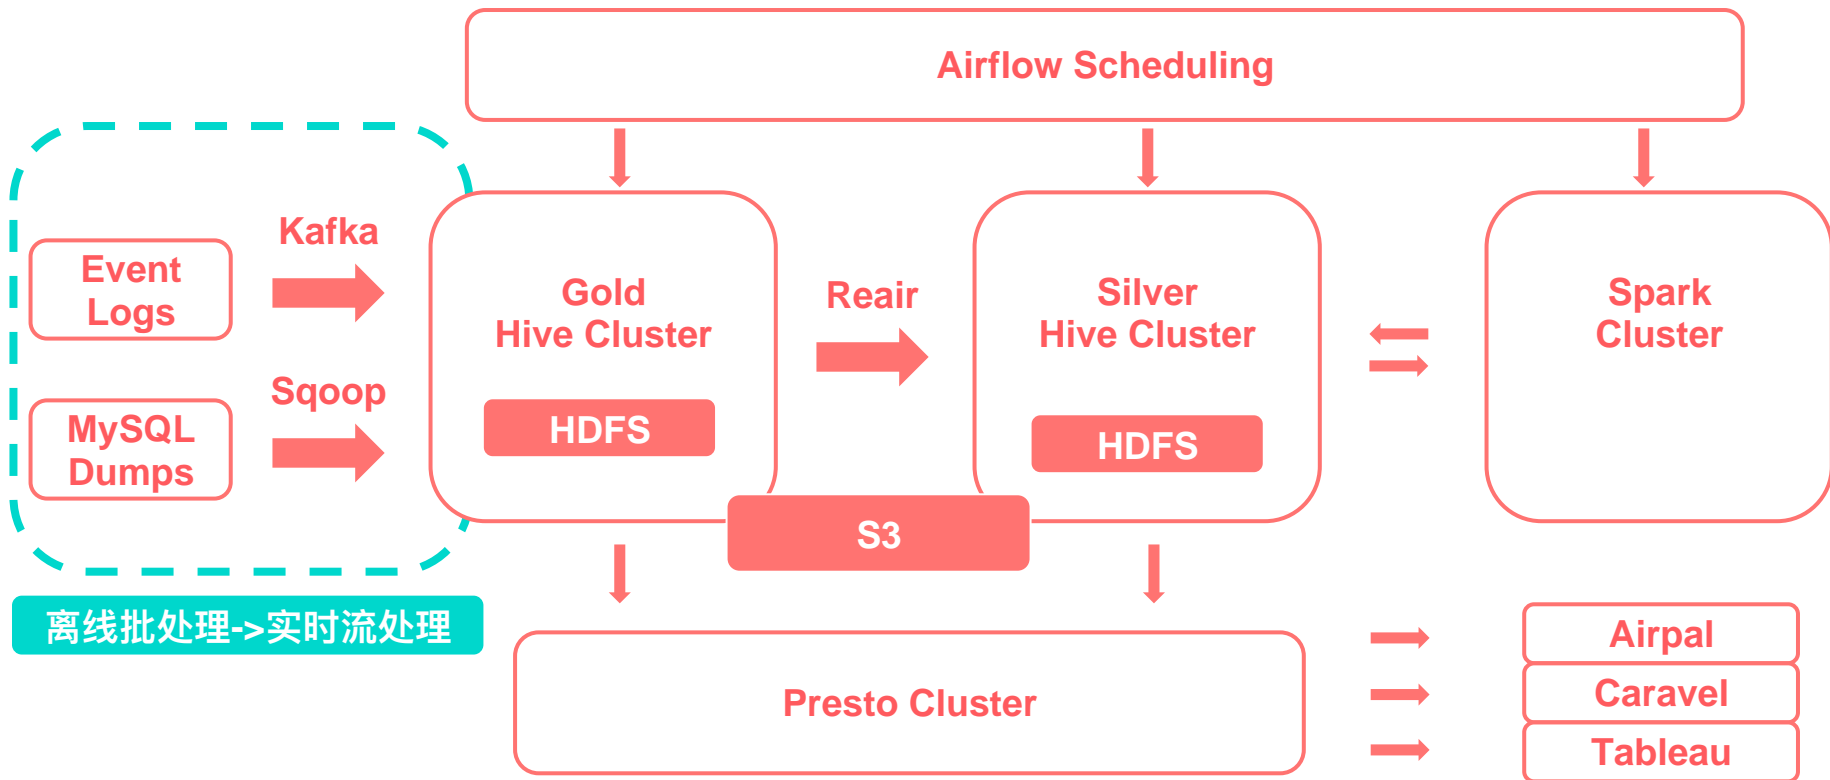 Airflow Scheduling
Event
Logs
Kafka
MySQL
Dumps
Sqoop
Gold
Hive Cluster
HDFS
Reair
Silver
Hive Cluster
HDFS
Spark
Cluster
S3
离线批处理->实时流处理
Presto Cluster
Airpal
Caravel
Tableau